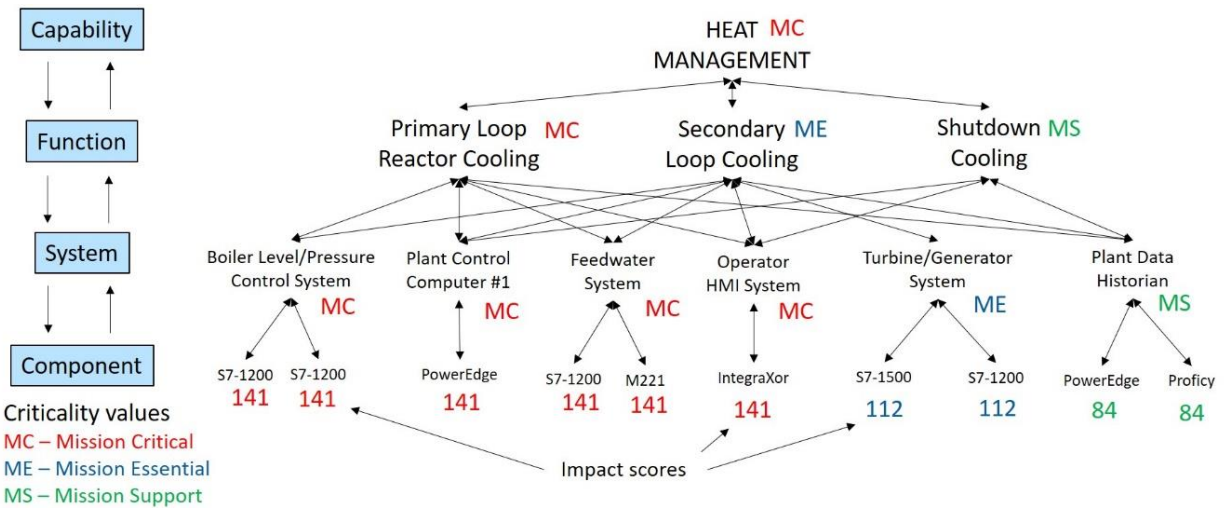 Capability
Function
System
Component
Criticality values
MC – Mission Critical
ME – Mission Essential
MS – Mission Support
HEAT MC
MANAGEMENT
Primary Loop MC
Reactor Cooling
Secondary ME
Loop Cooling
Shutdown MS
Cooling
Boiler Level/Pressure
Control System
MC
Plant Control
Computer #1
MC
Feedwater
System
MC
Operator
HMI System
MC
Turbine/Generator
System
ME
Plant Data
Historian
MS
S7-1200
141
S7-1200
141
PowerEdge
141
S7-1200
141
M221
141
IntegraXor
141
S7-1500
112
S7-1200
112
PowerEdge
84
Proficy
84
Impact scores